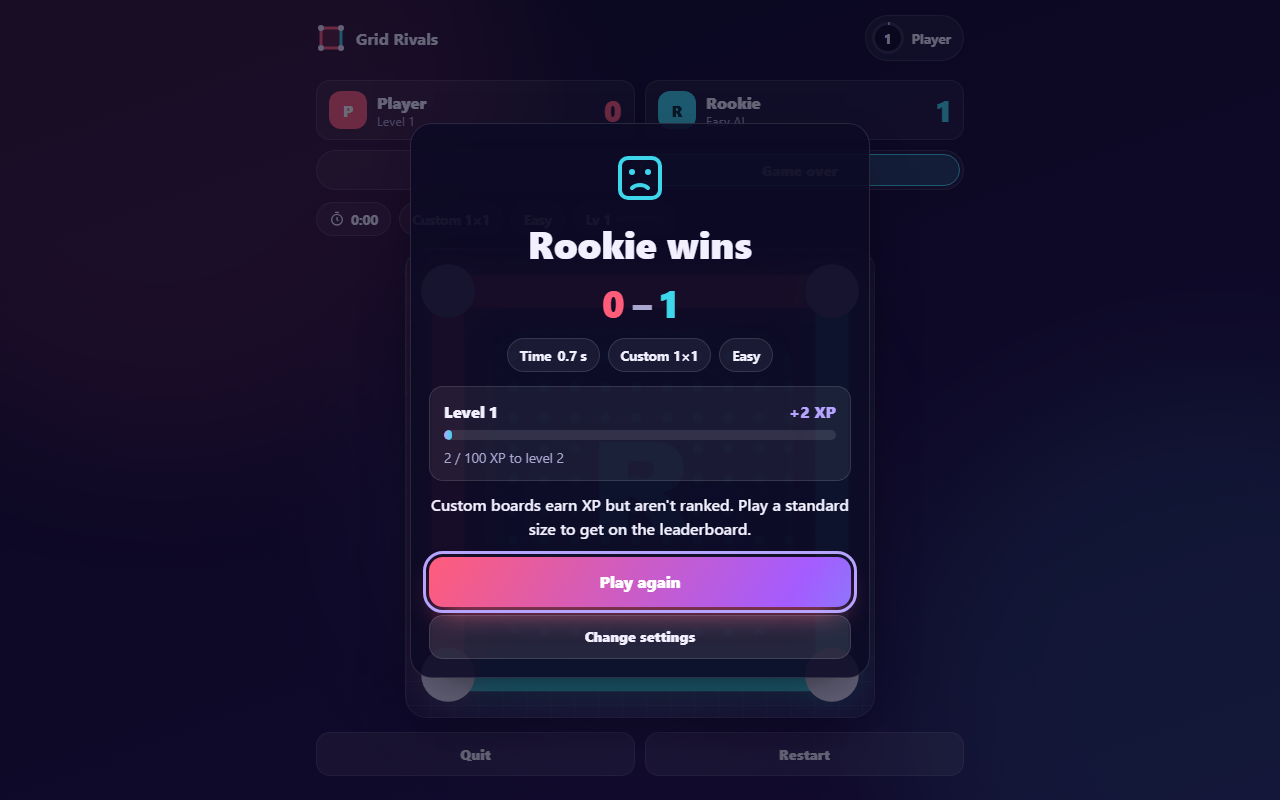 Grid Rivals
1 Player
P Player 0
Level 1
R Rookie 1
Easy AI
Game over
0:00 Custom 1×1 Easy Lv 1
Rookie wins
0 – 1
Time 0.7 s Custom 1×1 Easy
Level 1 +2 XP
2 / 100 XP to level 2
R
Custom boards earn XP but aren't ranked. Play a standard
size to get on the leaderboard.
Play again
Change settings
Quit Restart